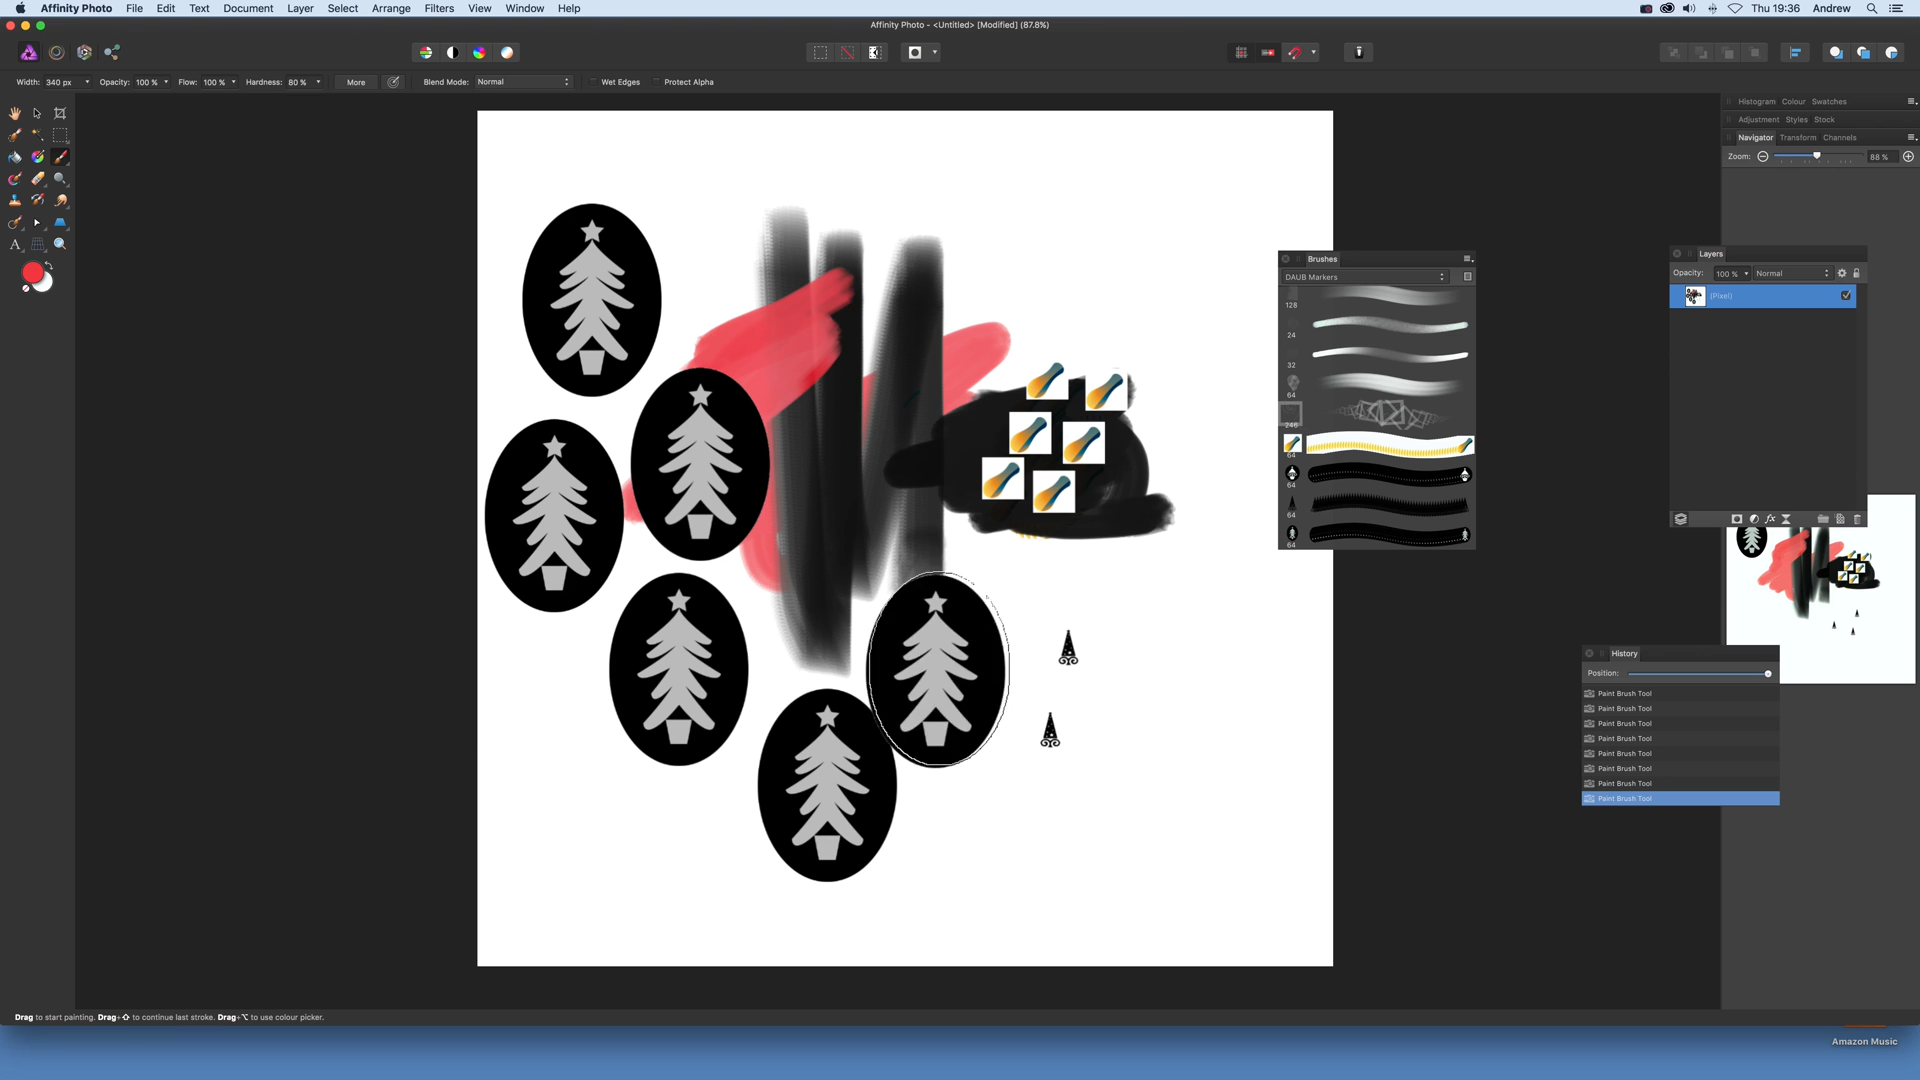 Affinity Photo File Edit Text Document Layer Select Arrange Filters View Window Help Thu 19:36 Andrew
Affinity Photo - <Untitled> [Modified] (87.8%)
Width: 340 px Opacity: 100 % Flow: 100 % Hardness: 80 % More Blend Mode: Normal Wet Edges Protect Alpha
Histogram Colour Swatches
Adjustment Styles Stock
Navigator Transform Channels
Zoom: 88 %
A
Brushes
DAUB Markers
128
24
32
64
246
64
64
64
64
Layers
Opacity: 100 % Normal
(Pixel)
fx
History
Position:
Paint Brush Tool
Paint Brush Tool
Paint Brush Tool
Paint Brush Tool
Paint Brush Tool
Paint Brush Tool
Paint Brush Tool
Paint Brush Tool
Drag to start painting. Drag+⇧ to continue last stroke. Drag+⌥ to use colour picker.
Amazon Music